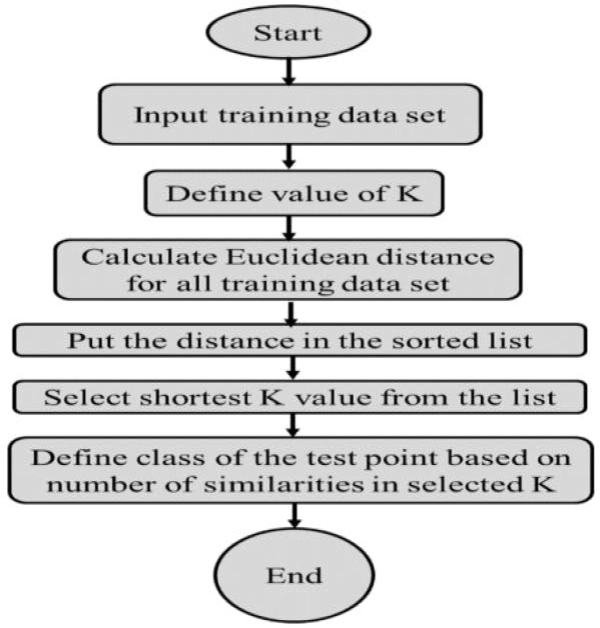 Start
Input training data set
Define value of K
Calculate Euclidean distance
for all training data set
Put the distance in the sorted list
Select shortest K value from the list
Define class of the test point based on
number of similarities in selected K
End